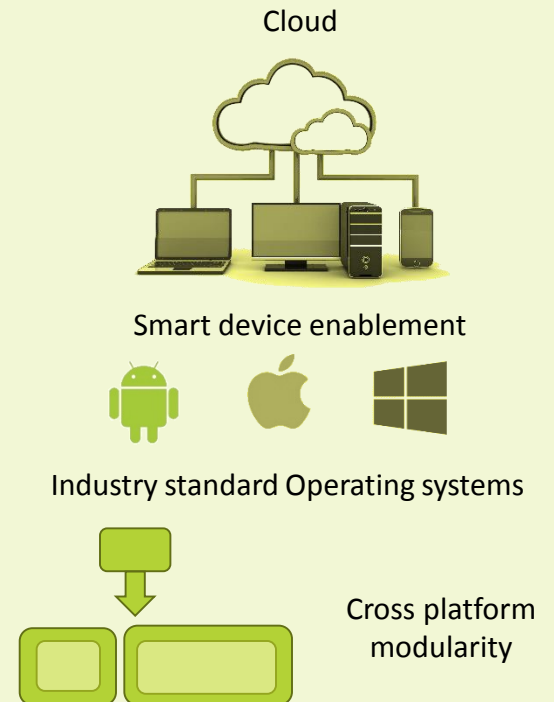 Cloud
Smart device enablement
Industry standard Operating systems
Cross platform
modularity